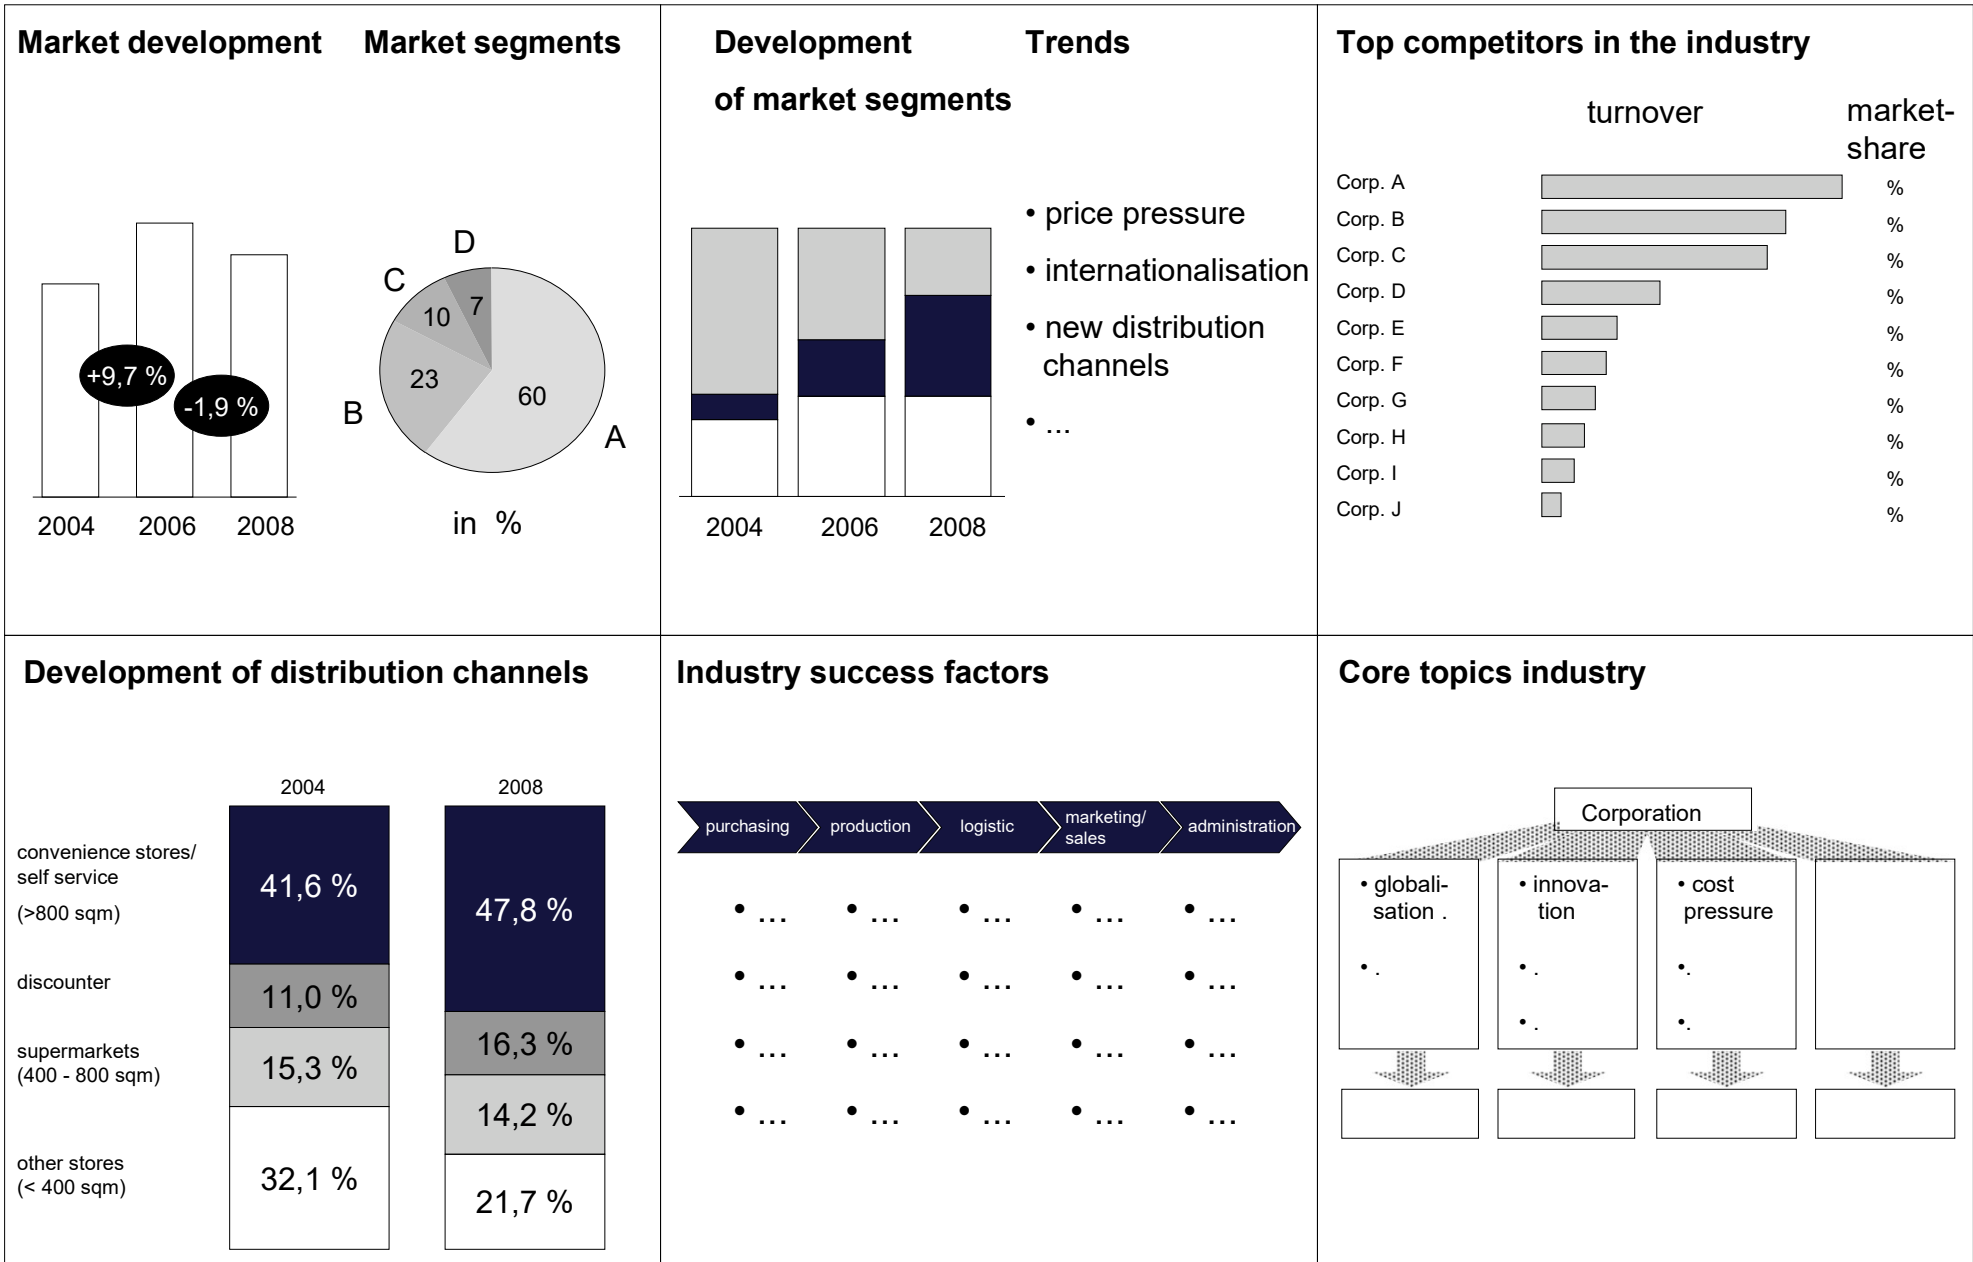 Market development
+9,7 %
-1,9 %
2004 2006 2008
Market segments
D
C
B
A
7
10
23
60
in %
Development
of market segments
2004 2006 2008
Trends
• price pressure
• internationalisation
• new distribution
channels
• ...
Top competitors in the industry
turnover
market-
share
Corp. A %
Corp. B %
Corp. C %
Corp. D %
Corp. E %
Corp. F %
Corp. G %
Corp. H %
Corp. I %
Corp. J %
Development of distribution channels
2004 2008
convenience stores/
self service
(>800 sqm)
41,6 % 47,8 %
discounter
11,0 % 16,3 %
supermarkets
(400 - 800 sqm)
15,3 % 14,2 %
other stores
(< 400 sqm)
32,1 % 21,7 %
Industry success factors
purchasing
production
logistic
marketing/
sales
administration
• ... • ... • ... • ... • ...
• ... • ... • ... • ... • ...
• ... • ... • ... • ... • ...
• ... • ... • ... • ... • ...
Core topics industry
Corporation
• globali-
sation .
• .
• innova-
tion
• .
• .
• cost
pressure
•.
•.